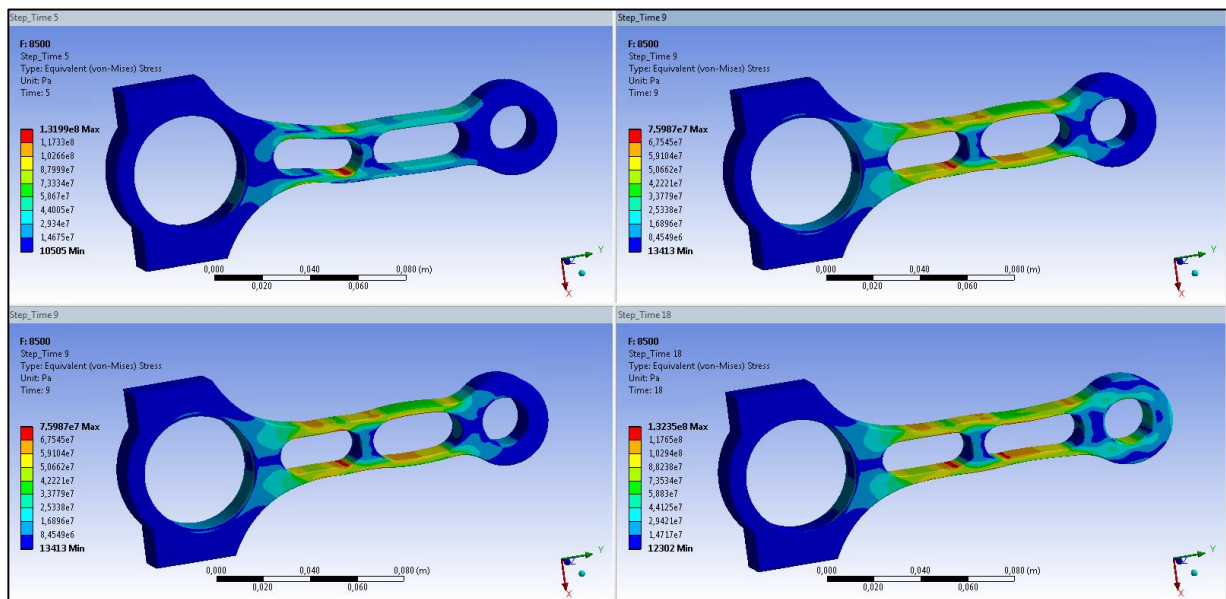 Step_Time 5
F: 8500
Step_Time 5
Type: Equivalent (von-Mises) Stress
Unit: Pa
Time: 5
1,3199e8 Max
1,1733e8
1,0266e8
8,7999e7
7,3334e7
5,867e7
4,4005e7
2,934e7
1,4675e7
10505 Min
0,000
0,040
0,080 (m)
0,020
0,060
Y
Z
X
Step_Time 9
F: 8500
Step_Time 9
Type: Equivalent (von-Mises) Stress
Unit: Pa
Time: 9
7,5987e7 Max
6,7545e7
5,9104e7
5,0662e7
4,2221e7
3,3779e7
2,5338e7
1,6896e7
8,4549e6
13413 Min
0,000
0,040
0,080 (m)
0,020
0,060
Y
Z
X
Step_Time 9
F: 8500
Step_Time 9
Type: Equivalent (von-Mises) Stress
Unit: Pa
Time: 9
7,5987e7 Max
6,7545e7
5,9104e7
5,0662e7
4,2221e7
3,3779e7
2,5338e7
1,6896e7
8,4549e6
13413 Min
0,000
0,040
0,080 (m)
0,020
0,060
Y
Z
X
Step_Time 18
F: 8500
Step_Time 18
Type: Equivalent (von-Mises) Stress
Unit: Pa
Time: 18
1,3235e8 Max
1,1765e8
1,0294e8
8,8238e7
7,3534e7
5,883e7
4,4125e7
2,9421e7
1,4717e7
12302 Min
0,000
0,040
0,080 (m)
0,020
0,060
Y
Z
X